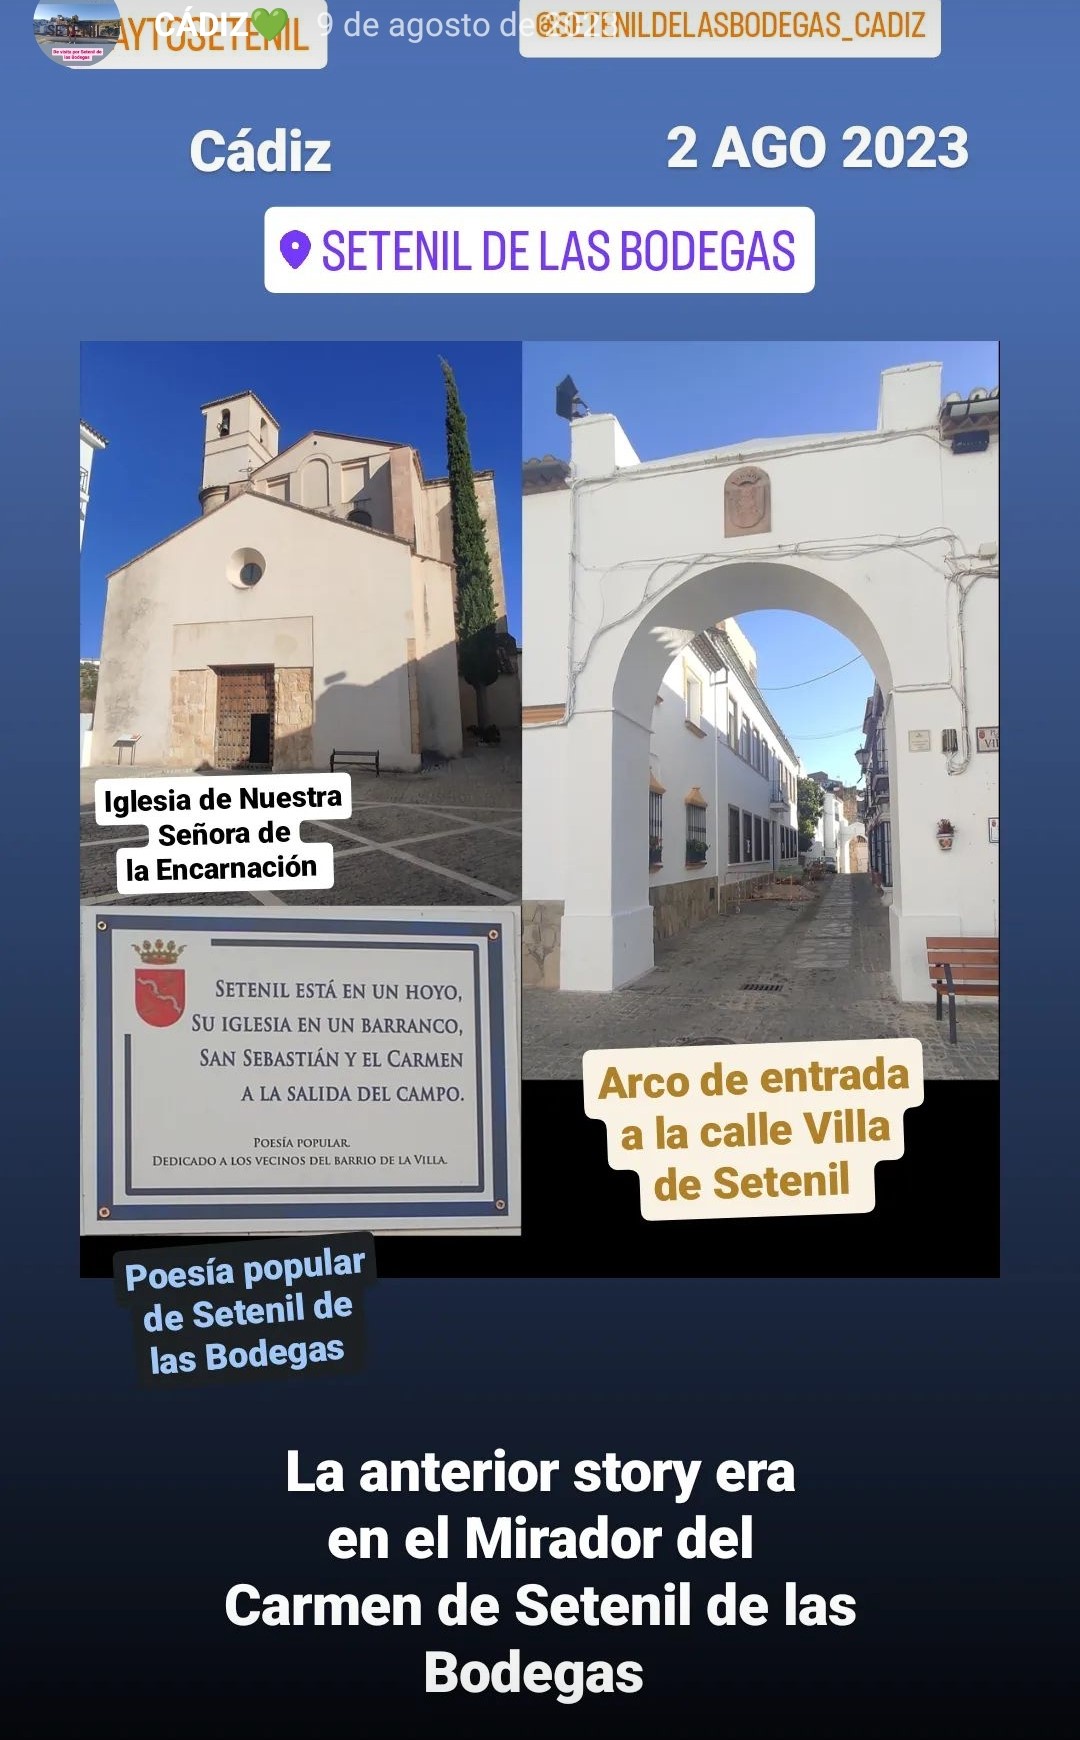 AYTOSETENIL
CÁDIZ💚 9 de agosto de 2023
@SETENILDELASBODEGAS_CADIZ
Cádiz
2 AGO 2023
SETENIL DE LAS BODEGAS
Iglesia de Nuestra
Señora de
la Encarnación
SETENIL ESTÁ EN UN HOYO,
SU IGLESIA EN UN BARRANCO,
SAN SEBASTIÁN Y EL CARMEN
A LA SALIDA DEL CAMPO.
POESÍA POPULAR.
DEDICADO A LOS VECINOS DEL BARRIO DE LA VILLA.
Arco de entrada
a la calle Villa
de Setenil
Poesía popular
de Setenil de
las Bodegas
La anterior story era
en el Mirador del
Carmen de Setenil de las
Bodegas